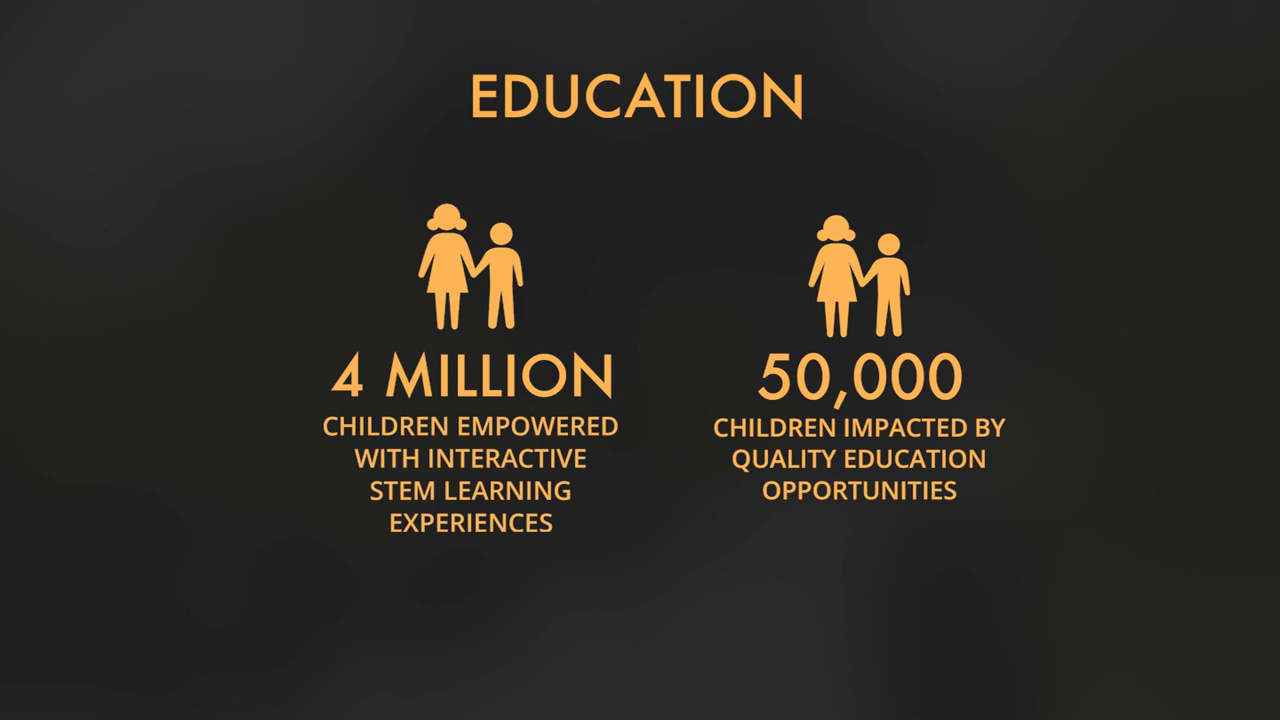 EDUCATION
4 MILLION
CHILDREN EMPOWERED
WITH INTERACTIVE
STEM LEARNING
EXPERIENCES
50,000
CHILDREN IMPACTED BY
QUALITY EDUCATION
OPPORTUNITIES